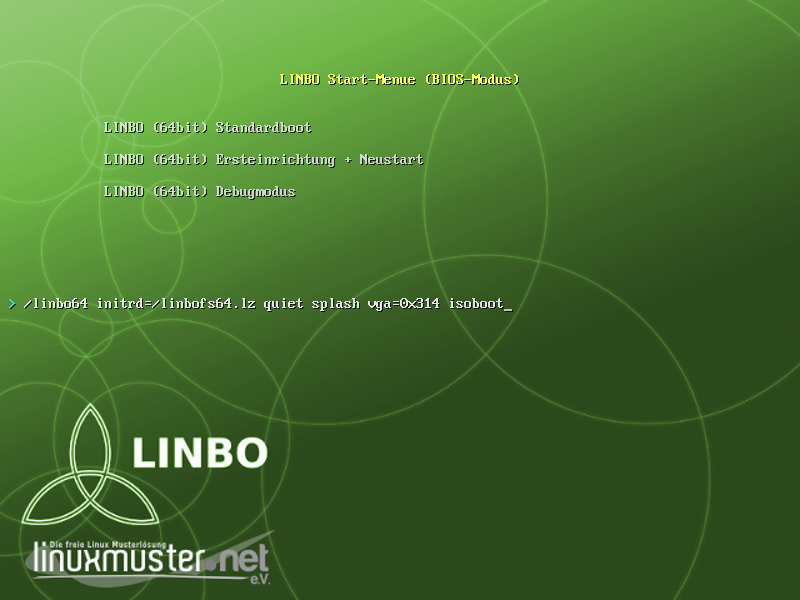 LINBO Start-Menue (BIOS-Modus)
LINBO (64bit) Standardboot
LINBO (64bit) Ersteinrichtung + Neustart
LINBO (64bit) Debugmodus
> /linbo64 initrd=/linbofs64.lz quiet splash vga=0x314 isoboot_
LINBO
Die freie Linux Musterlösung
linuxmuster.net
e.V.